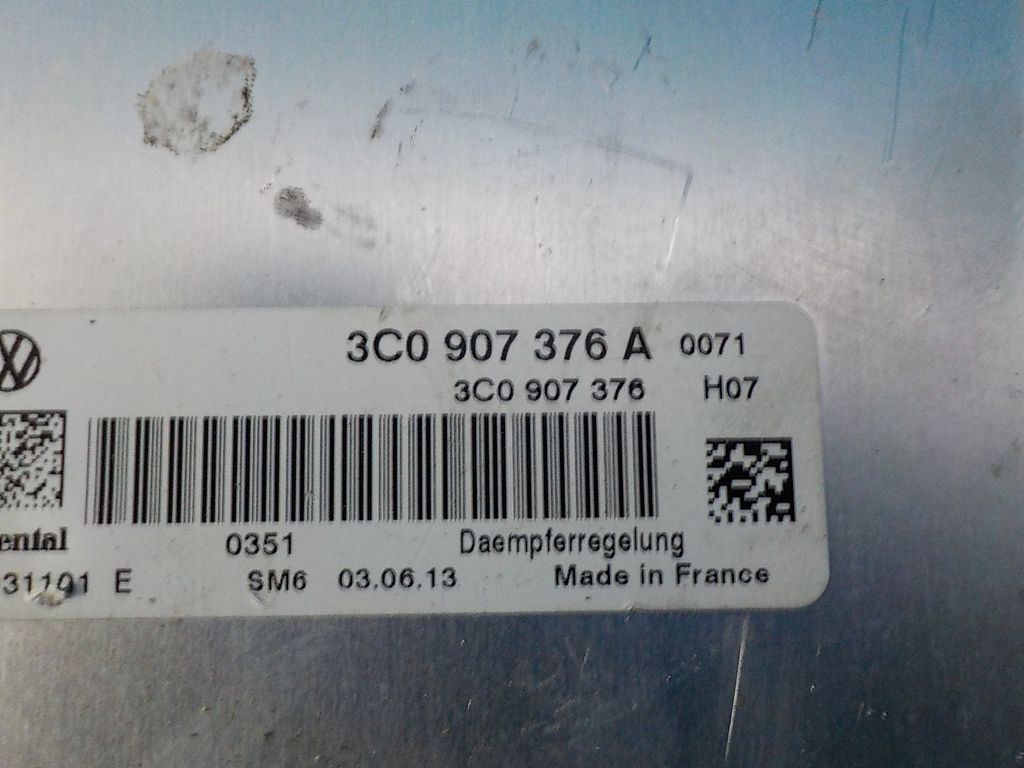 3C0 907 376 A 0071
3C0 907 376 H07
0351 Daempferregelung
E SM6 03.06.13 Made in France